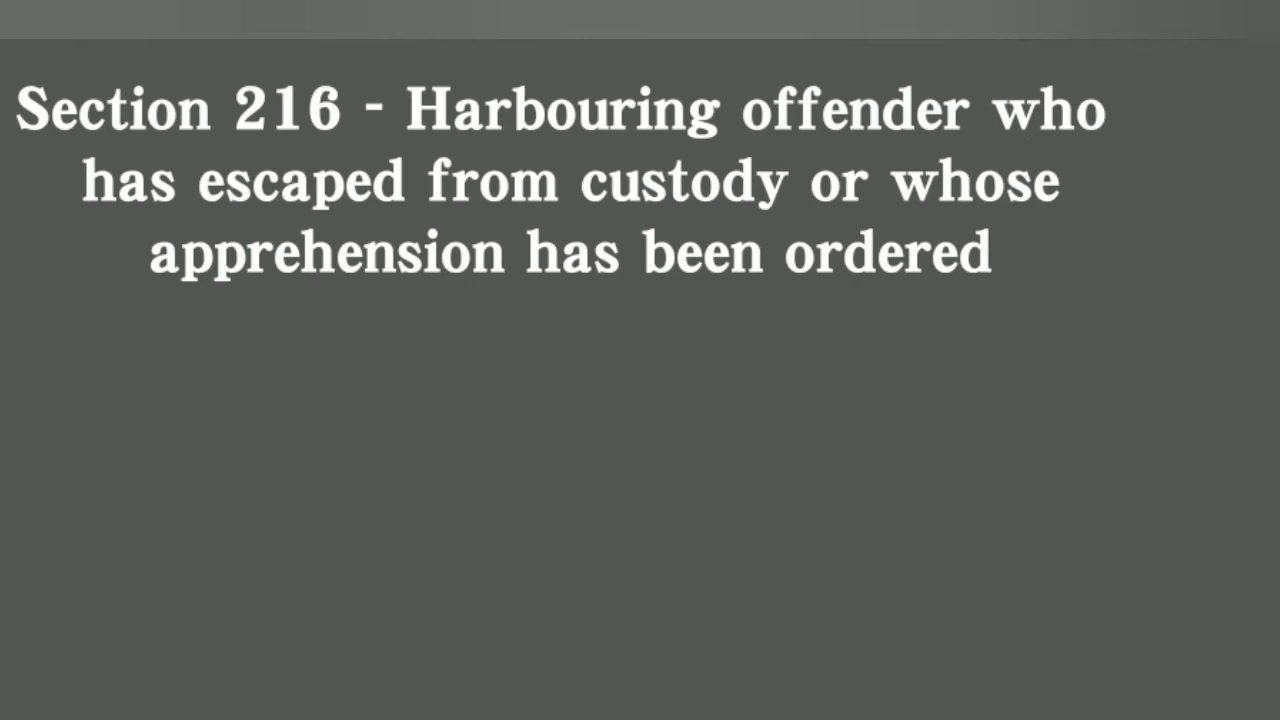 Section 216 - Harbouring offender who
has escaped from custody or whose
apprehension has been ordered